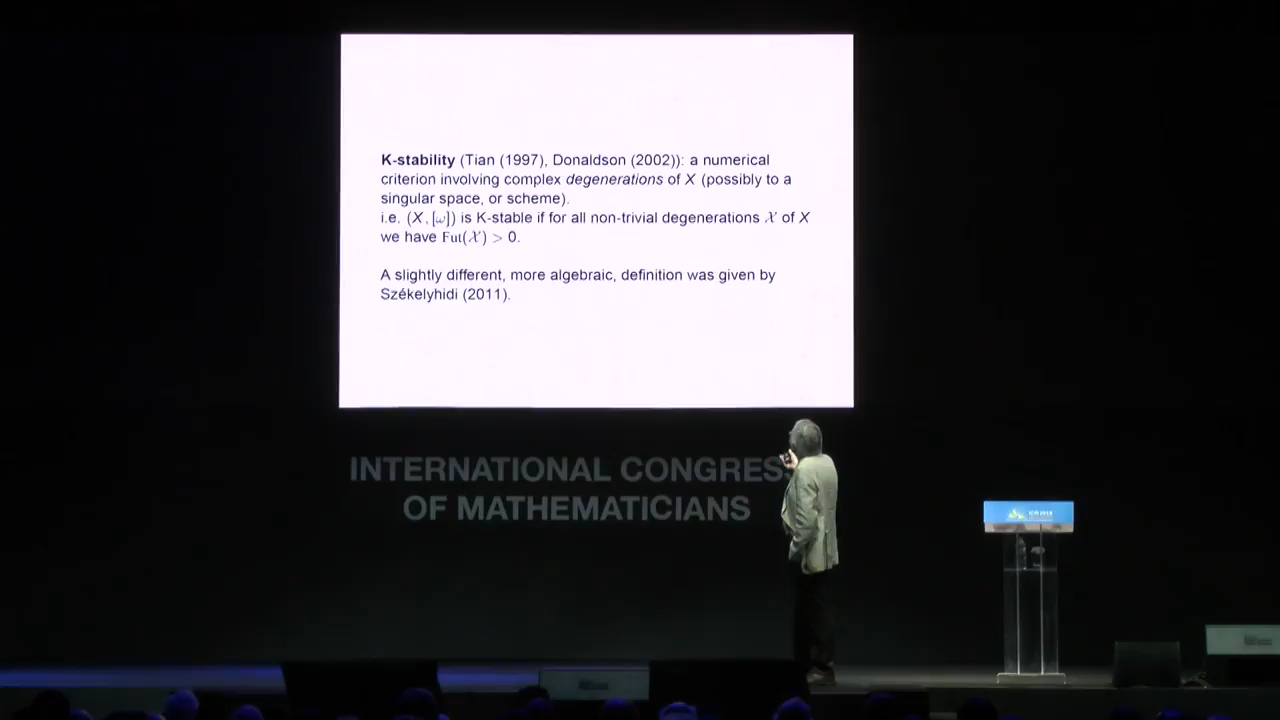 K-stability (Tian (1997), Donaldson (2002)): a numerical
criterion involving complex degenerations of X (possibly to a
singular space, or scheme).
i.e. (X, [ω]) is K-stable if for all non-trivial degenerations 𝒳 of X
we have Fut(𝒳) > 0.
A slightly different, more algebraic, definition was given by
Székelyhidi (2011).
INTERNATIONAL CONGRESS
OF MATHEMATICIANS
ICM 2018